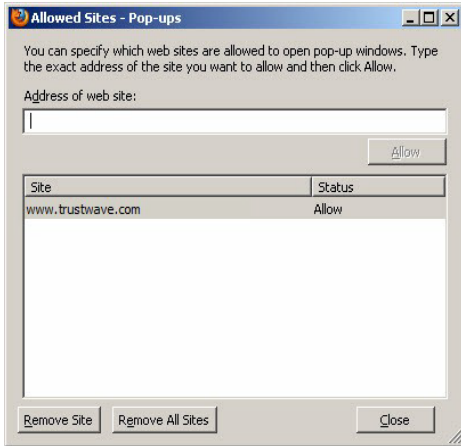 Allowed Sites - Pop-ups
You can specify which web sites are allowed to open pop-up windows. Type
the exact address of the site you want to allow and then click Allow.
Address of web site:
Allow
Site Status
www.trustwave.com Allow
Remove Site Remove All Sites Close